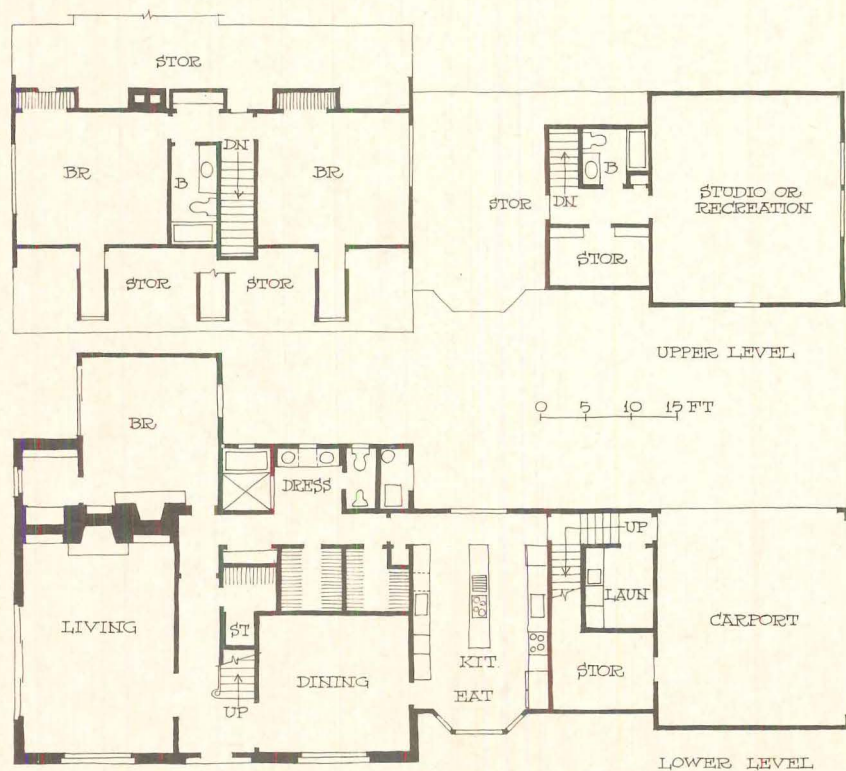 STOR
BR
B
DN
BR
STOR
STOR
STOR
DN
B
STOR
STUDIO OR
RECREATION
UPPER LEVEL
0 5 10 15 FT
BR
DRESS
LIVING
ST
UP
DINING
KIT
EAT
UP
LAUN
STOR
CARPORT
LOWER LEVEL